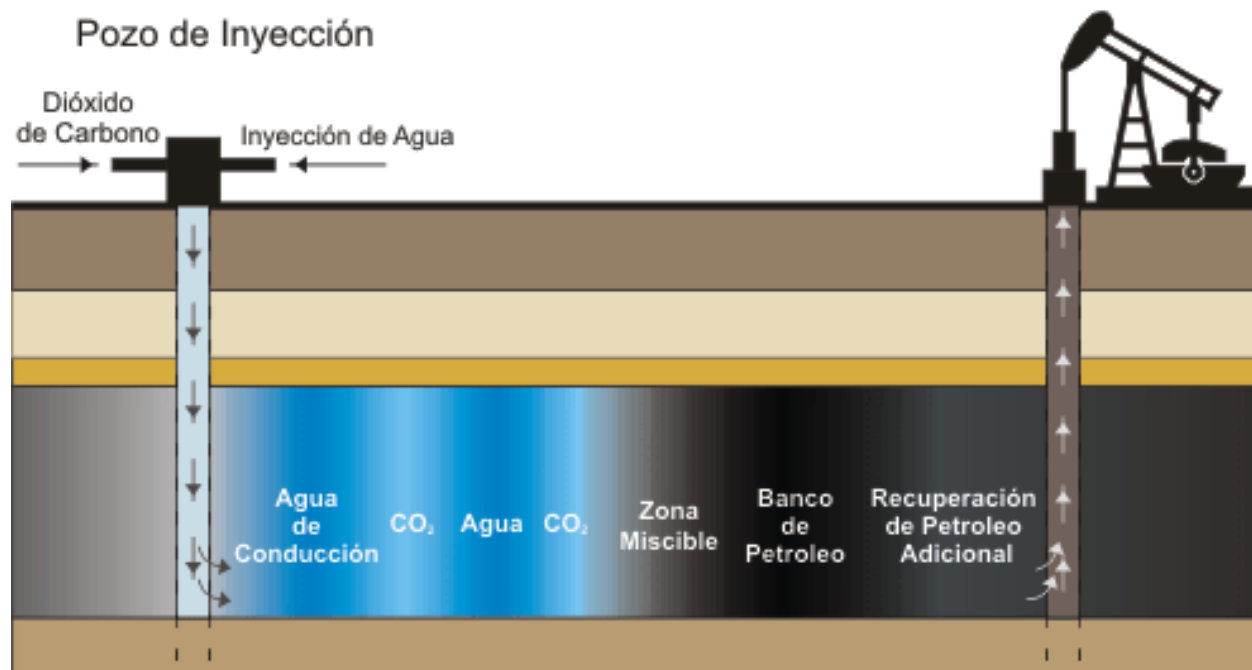 Pozo de Inyección
Dióxido
de Carbono
Inyección de Agua
Agua
de
Conducción
CO₂
Agua
CO₂
Zona
Miscible
Banco
de
Petroleo
Recuperación
de Petroleo
Adicional